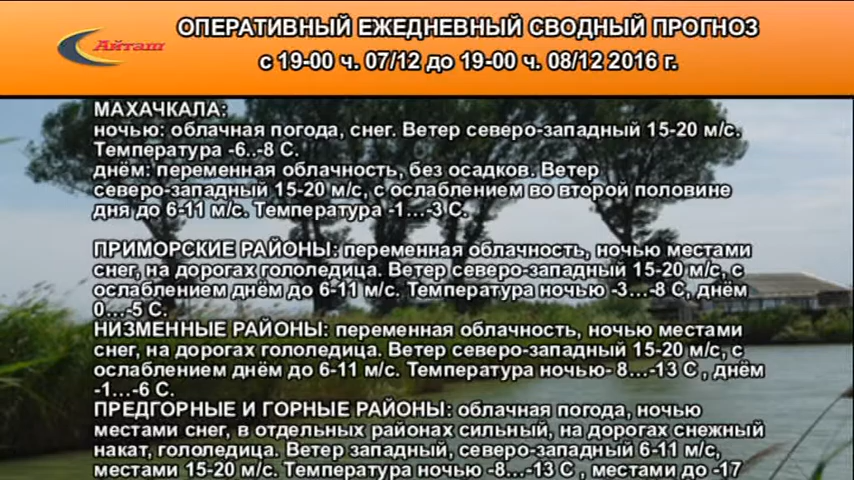 Айташ
ОПЕРАТИВНЫЙ ЕЖЕДНЕВНЫЙ СВОДНЫЙ ПРОГНОЗ
с 19-00 ч. 07/12 до 19-00 ч. 08/12 2016 г.
МАХАЧКАЛА:
ночью: облачная погода, снег. Ветер северо-западный 15-20 м/с.
Температура -6..-8 С.
днём: переменная облачность, без осадков. Ветер
северо-западный 15-20 м/с, с ослаблением во второй половине
дня до 6-11 м/с. Температура -1...-3 С.
ПРИМОРСКИЕ РАЙОНЫ: переменная облачность, ночью местами
снег, на дорогах гололедица. Ветер северо-западный 15-20 м/с, с
ослаблением днём до 6-11 м/с. Температура ночью -3...-8 С, днём
0...-5 С.
НИЗМЕННЫЕ РАЙОНЫ: переменная облачность, ночью местами
снег, на дорогах гололедица. Ветер северо-западный 15-20 м/с, с
ослаблением днём до 6-11 м/с. Температура ночью- 8...-13 С , днём
-1...-6 С.
ПРЕДГОРНЫЕ И ГОРНЫЕ РАЙОНЫ: облачная погода, ночью
местами снег, в отдельных районах сильный, на дорогах снежный
накат, гололедица. Ветер западный, северо-западный 6-11 м/с,
местами 15-20 м/с. Температура ночью -8...-13 С , местами до -17